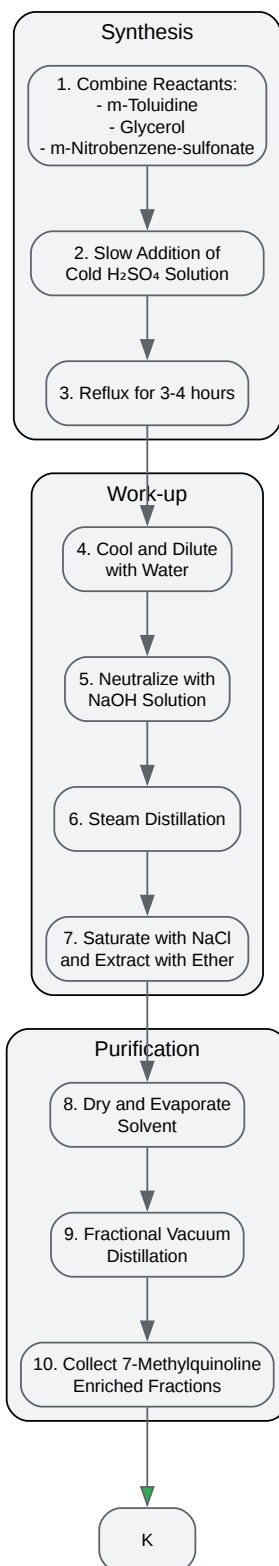 Synthesis
1. Combine Reactants:
- m-Toluidine
- Glycerol
- m-Nitrobenzene-sulfonate
2. Slow Addition of
Cold H₂SO₄ Solution
3. Reflux for 3-4 hours
Work-up
4. Cool and Dilute
with Water
5. Neutralize with
NaOH Solution
6. Steam Distillation
7. Saturate with NaCl
and Extract with Ether
Purification
8. Dry and Evaporate
Solvent
9. Fractional Vacuum
Distillation
10. Collect 7-Methylquinoline
Enriched Fractions
K